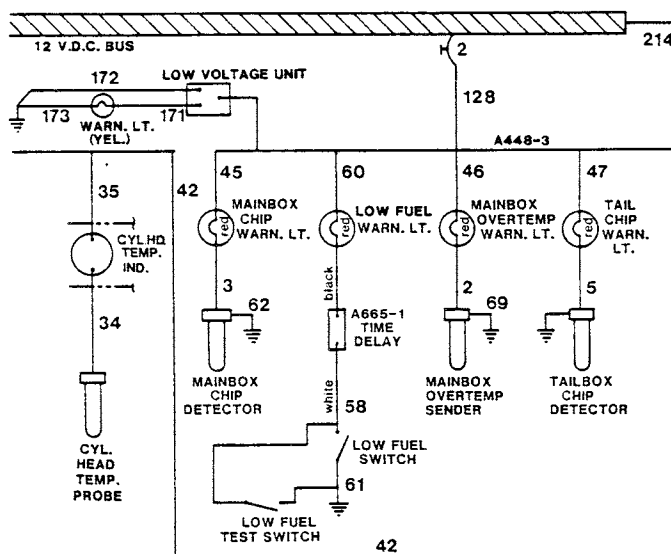 12 V.D.C. BUS
2
214
172
LOW VOLTAGE UNIT
173
171
WARN. LT.
(YEL.)
128
A448-3
35
42
45
60
46
47
MAINBOX
CHIP
WARN. LT.
red
LOW FUEL
WARN. LT.
red
MAINBOX
OVERTEMP
WARN. LT.
red
TAIL
CHIP
WARN.
LT.
red
CYL.HD.
TEMP.
IND.
34
3
62
black
A665-1
TIME
DELAY
2
69
5
MAINBOX
CHIP
DETECTOR
MAINBOX
OVERTEMP
SENDER
TAILBOX
CHIP
DETECTOR
white
58
LOW FUEL
SWITCH
61
CYL.
HEAD
TEMP.
PROBE
LOW FUEL
TEST SWITCH
42